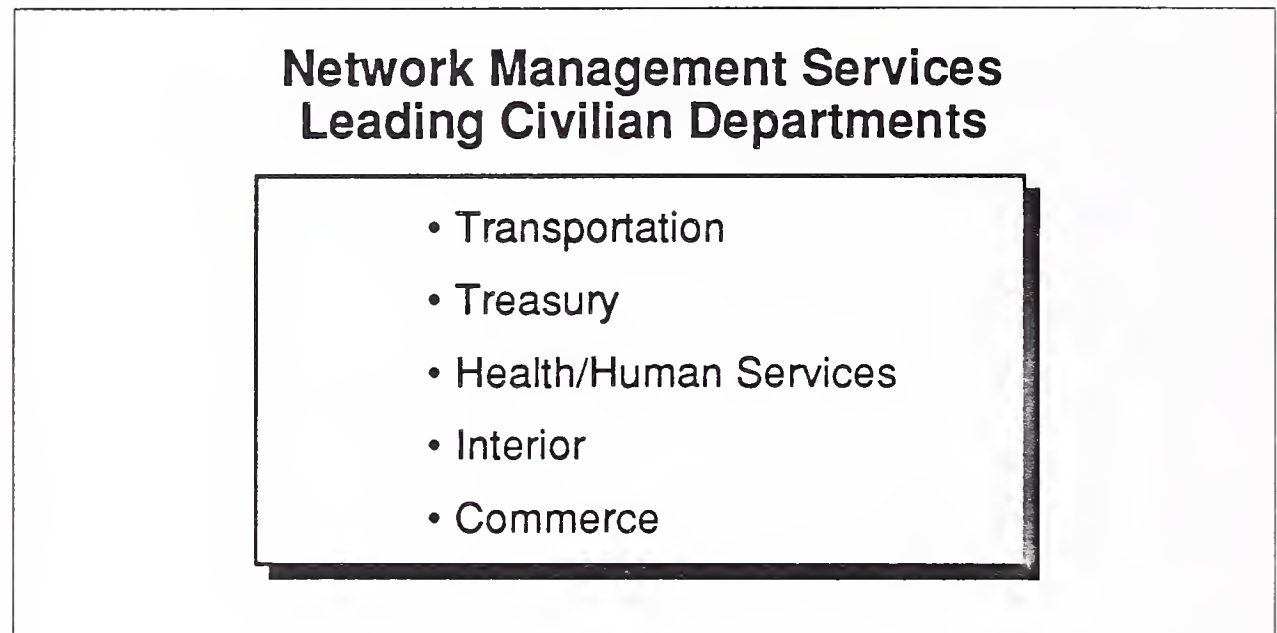 Network Management Services
Leading Civilian Departments
• Transportation
• Treasury
• Health/Human Services
• Interior
• Commerce